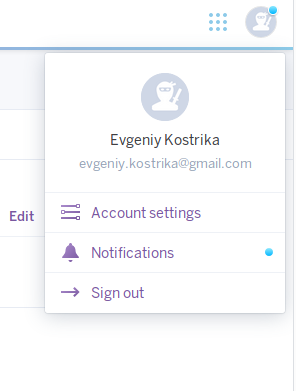 Evgeniy Kostrika
evgeniy.kostrika@gmail.com
Account settings
Edit
Notifications
Sign out